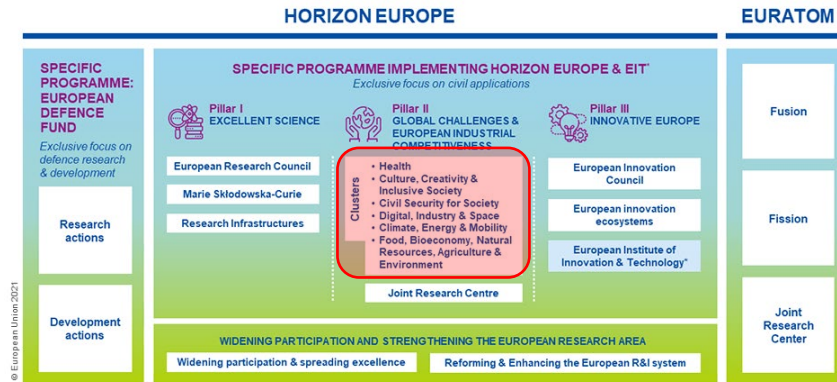 HORIZON EUROPE
EURATOM
SPECIFIC
PROGRAMME:
EUROPEAN
DEFENCE
FUND
Exclusive focus on
defence research
& development
Research
actions
Development
actions
SPECIFIC PROGRAMME IMPLEMENTING HORIZON EUROPE & EIT*
Exclusive focus on civil applications
Pillar I
EXCELLENT SCIENCE
European Research Council
Marie Skłodowska-Curie
Research Infrastructures
Pillar II
GLOBAL CHALLENGES &
EUROPEAN INDUSTRIAL
COMPETITIVENESS
Clusters
• Health
• Culture, Creativity &
Inclusive Society
• Civil Security for Society
• Digital, Industry & Space
• Climate, Energy & Mobility
• Food, Bioeconomy, Natural
Resources, Agriculture &
Environment
Joint Research Centre
Pillar III
INNOVATIVE EUROPE
European Innovation
Council
European innovation
ecosystems
European Institute of
Innovation & Technology*
WIDENING PARTICIPATION AND STRENGTHENING THE EUROPEAN RESEARCH AREA
Widening participation & spreading excellence
Reforming & Enhancing the European R&I system
Fusion
Fission
Joint
Research
Center
© European Union 2021